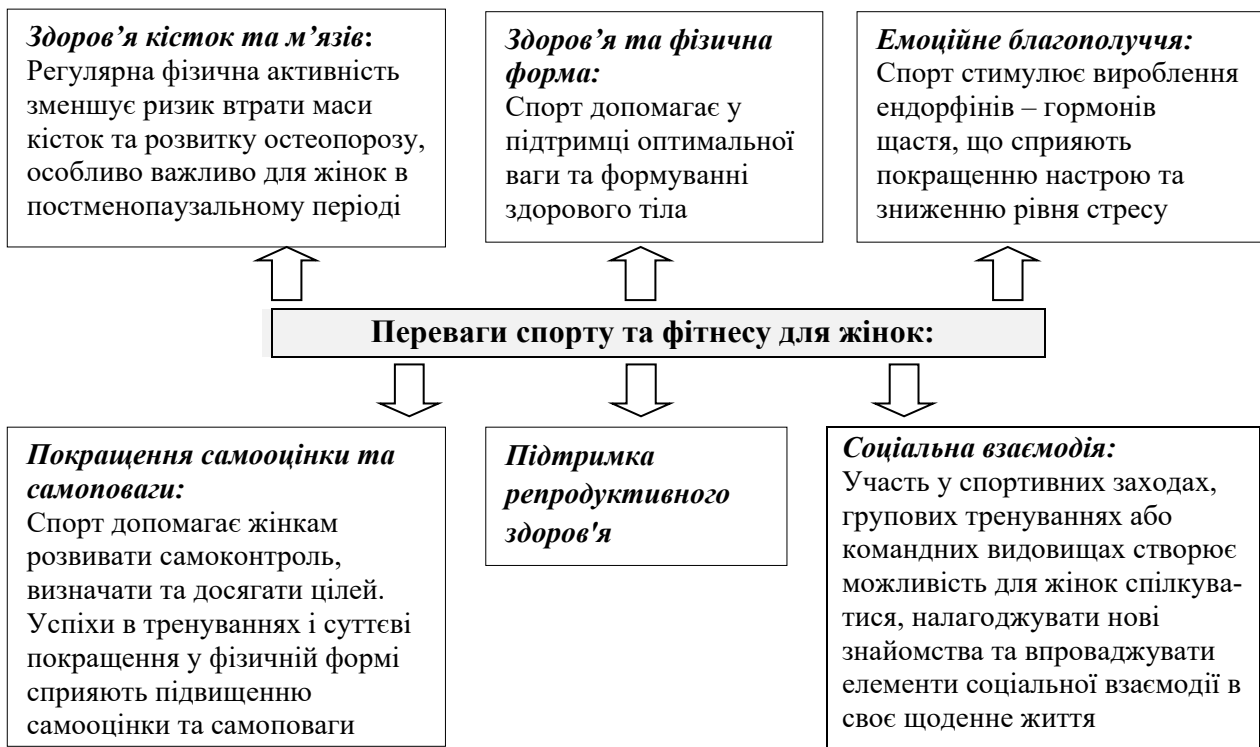 Здоров’я кісток та м’язів:
Регулярна фізична активність
зменшує ризик втрати маси
кісток та розвитку остеопорозу,
особливо важливо для жінок в
постменопаузальному періоді
Здоров’я та фізична
форма:
Спорт допомагає у
підтримці оптимальної
ваги та формуванні
здорового тіла
Емоційне благополуччя:
Спорт стимулює вироблення
ендорфінів – гормонів
щастя, що сприяють
покращенню настрою та
зниженню рівня стресу
Переваги спорту та фітнесу для жінок:
Покращення самооцінки та
самоповаги:
Спорт допомагає жінкам
розвивати самоконтроль,
визначати та досягати цілей.
Успіхи в тренуваннях і суттєві
покращення у фізичній формі
сприяють підвищенню
самооцінки та самоповаги
Підтримка
репродуктивного
здоров'я
Соціальна взаємодія:
Участь у спортивних заходах,
групових тренуваннях або
командних видовищах створює
можливість для жінок спілкува-
тися, налагоджувати нові
знайомства та впроваджувати
елементи соціальної взаємодії в
своє щоденне життя